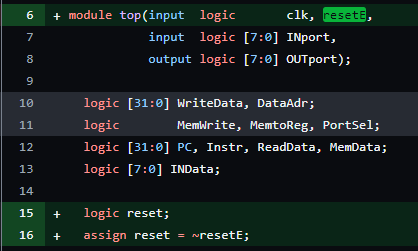 6 + module top(input logic clk, resetE,
7 input logic [7:0] INport,
8 output logic [7:0] OUTport);
9
10 logic [31:0] WriteData, DataAdr;
11 logic MemWrite, MemtoReg, PortSel;
12 logic [31:0] PC, Instr, ReadData, MemData;
13 logic [7:0] INData;
14
15 + logic reset;
16 + assign reset = ~resetE;